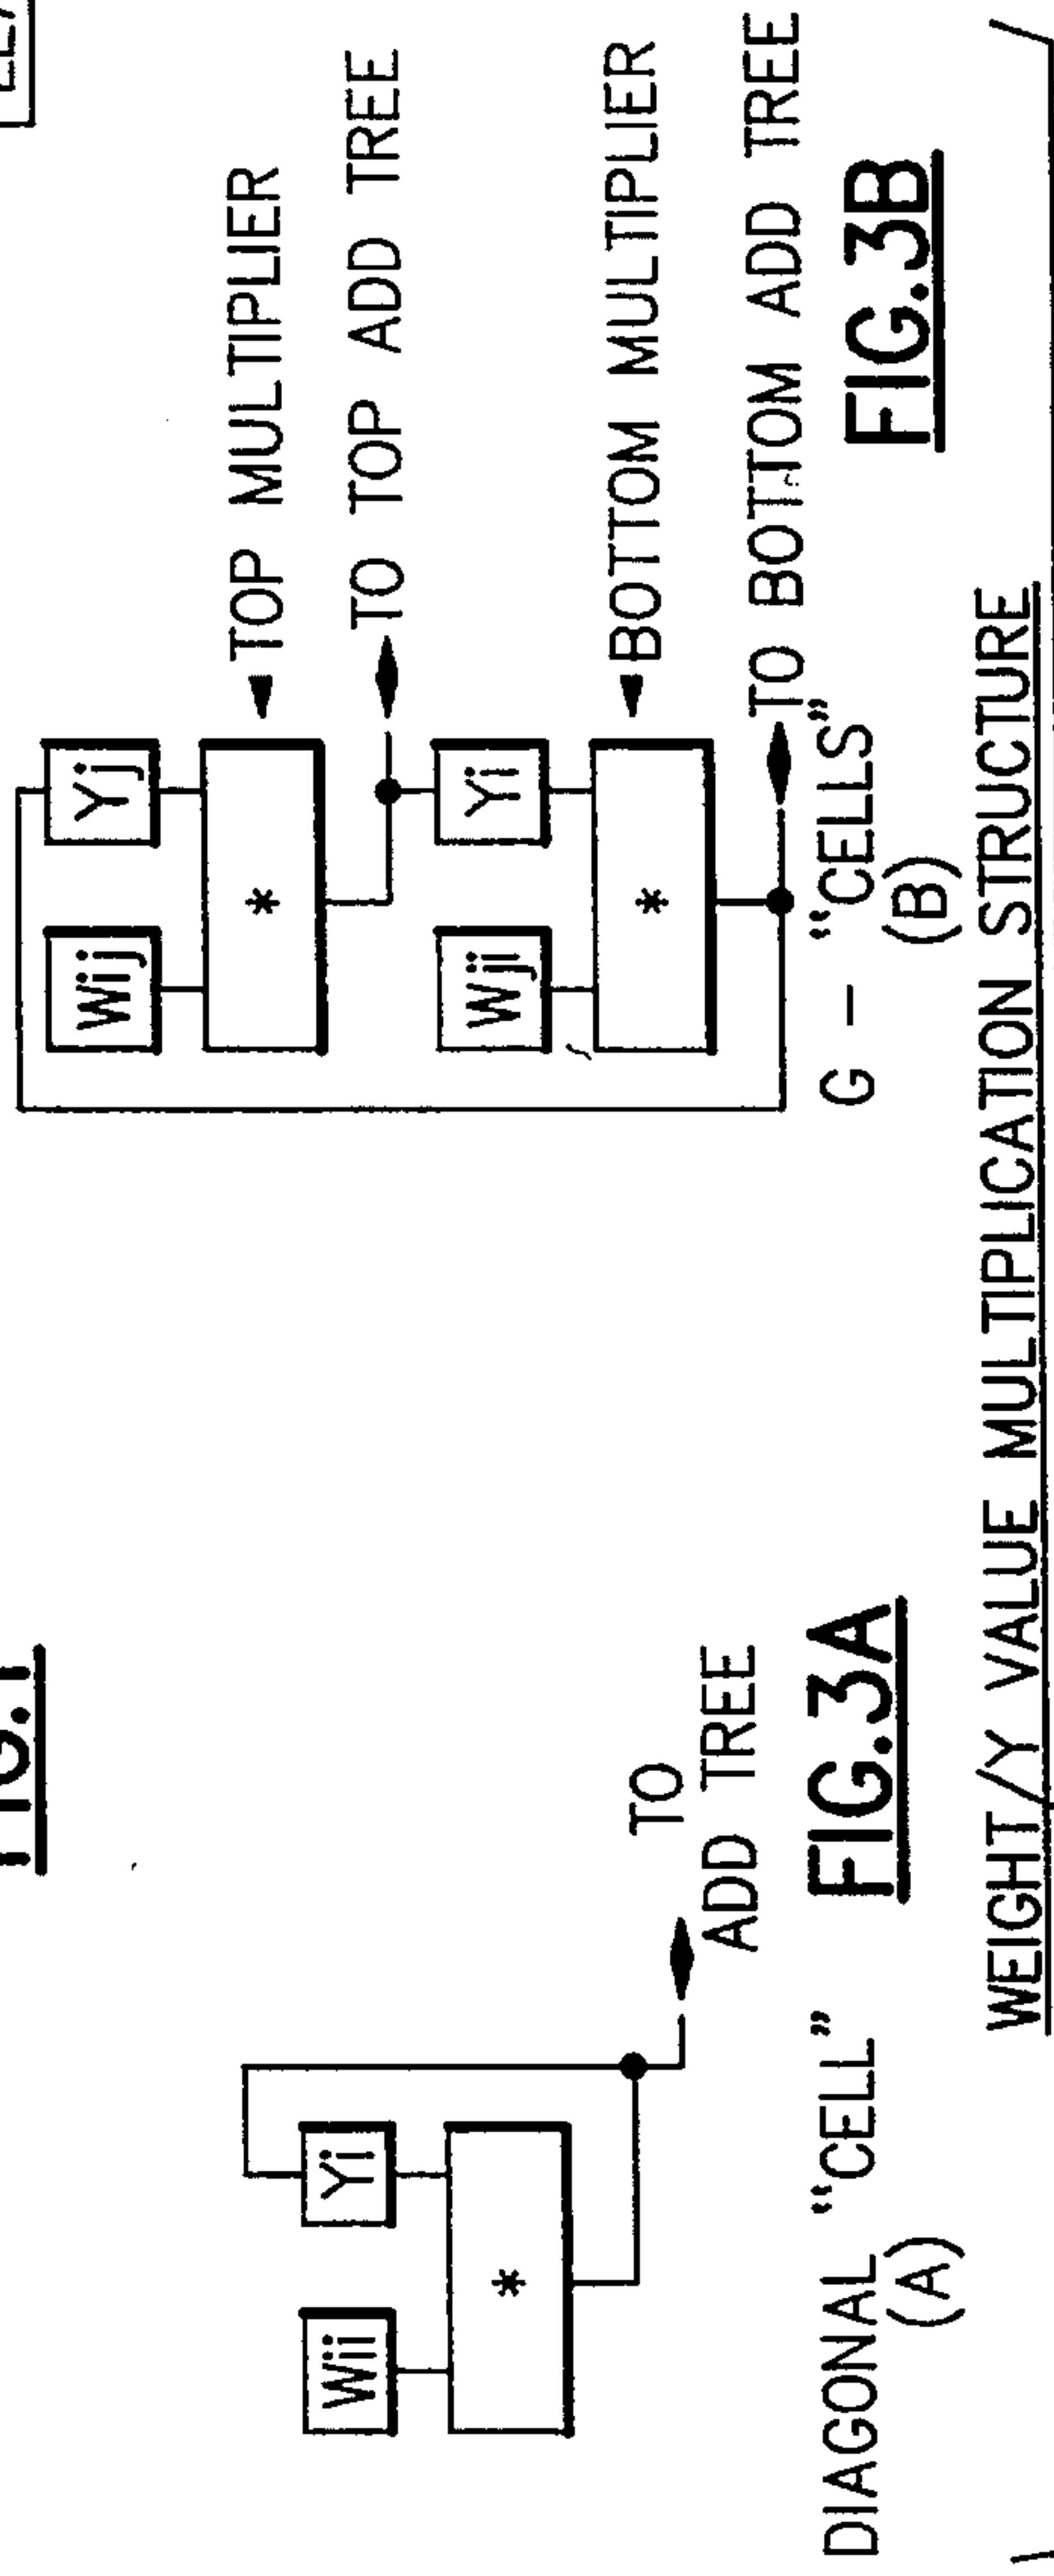 FIG.1
Wii
Yi
*
TO
ADD TREE
DIAGONAL “CELL”
(A)
FIG.3A
Wij
Yj
*
TOP MULTIPLIER
TO TOP ADD TREE
Wji
Yi
*
BOTTOM MULTIPLIER
TO BOTTOM ADD TREE
G - “CELLS”
(B)
FIG.3B
WEIGHT/Y VALUE MULTIPLICATION STRUCTURE